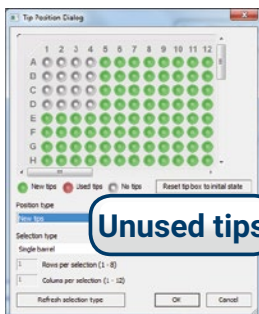 Tip Position Dialog
1 2 3 4 5 6 7 8 9 10 11 12
A
B
C
D
E
F
G
H
New tips Used tips No tips Reset tip box to initial state
Position type
New tips
Unused tips
Selection type
Single barrel
1 Rows per selection (1 - 8)
1 Columns per selection (1 - 12)
Refresh selection type OK Cancel